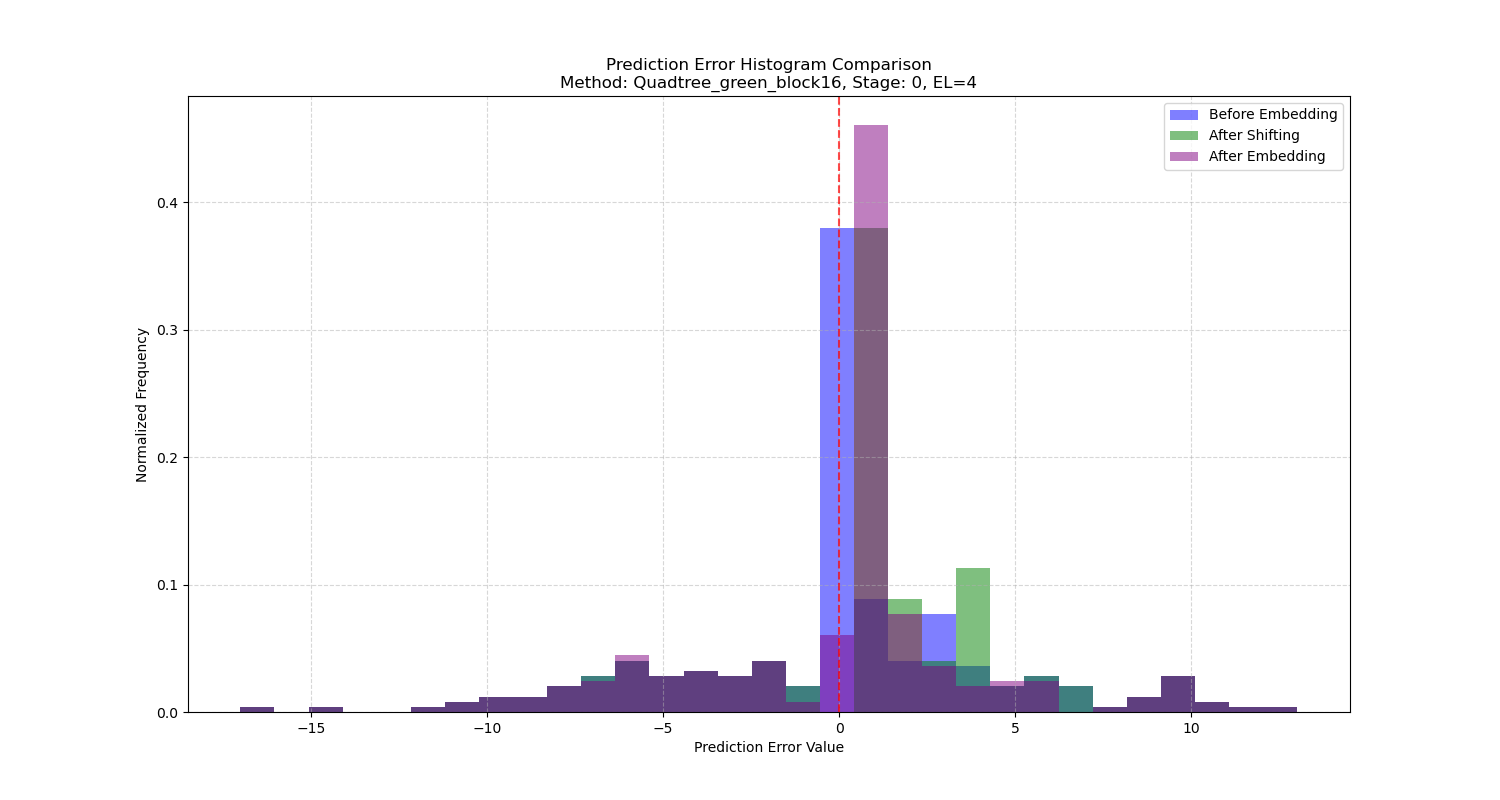 Prediction Error Histogram Comparison
Method: Quadtree_green_block16, Stage: 0, EL=4
Before Embedding
After Shifting
After Embedding
Normalized Frequency
0.4
0.3
0.2
0.1
0.0
−15 −10 −5 0 5 10
Prediction Error Value